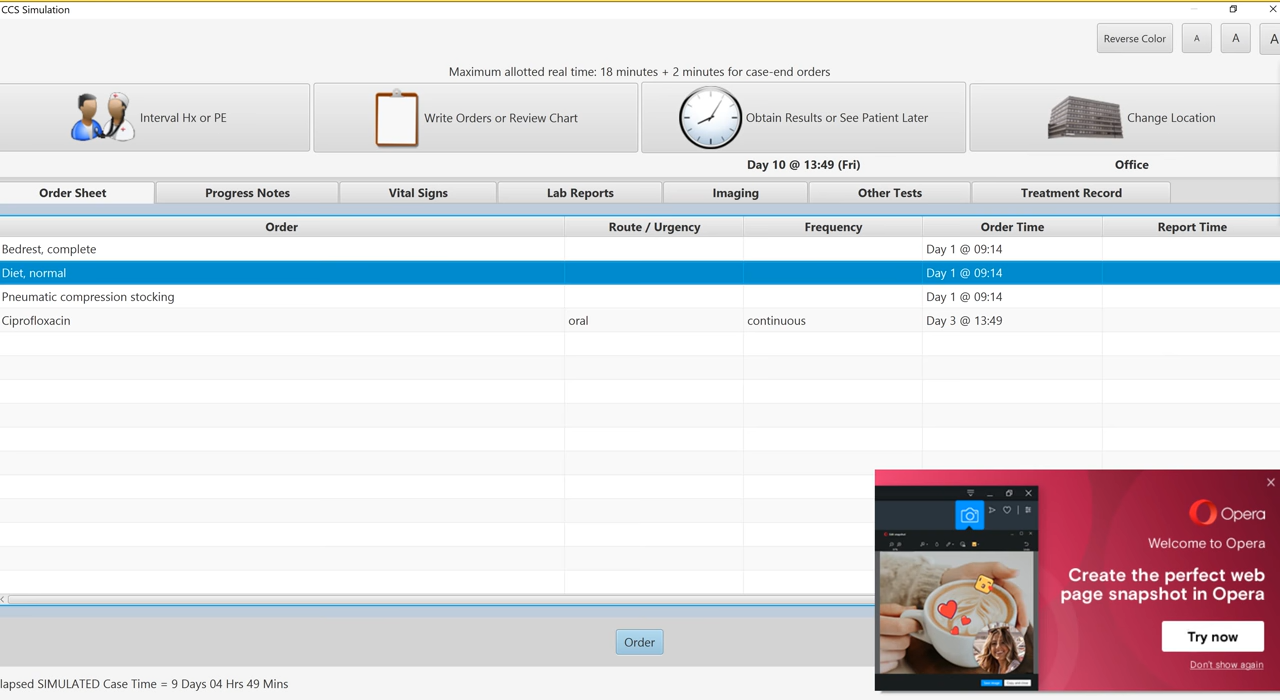 CCS Simulation
Reverse Color
A
A
A
Maximum allotted real time: 18 minutes + 2 minutes for case-end orders
Interval Hx or PE
Write Orders or Review Chart
Obtain Results or See Patient Later
Change Location
Day 10 @ 13:49 (Fri)
Office
Order Sheet
Progress Notes
Vital Signs
Lab Reports
Imaging
Other Tests
Treatment Record
Order
Route / Urgency
Frequency
Order Time
Report Time
Bedrest, complete
Day 1 @ 09:14
Diet, normal
Day 1 @ 09:14
Pneumatic compression stocking
Day 1 @ 09:14
Ciprofloxacin
oral
continuous
Day 3 @ 13:49
Opera
Welcome to Opera
Create the perfect web
page snapshot in Opera
Try now
Don't show again
Order
lapsed SIMULATED Case Time = 9 Days 04 Hrs 49 Mins